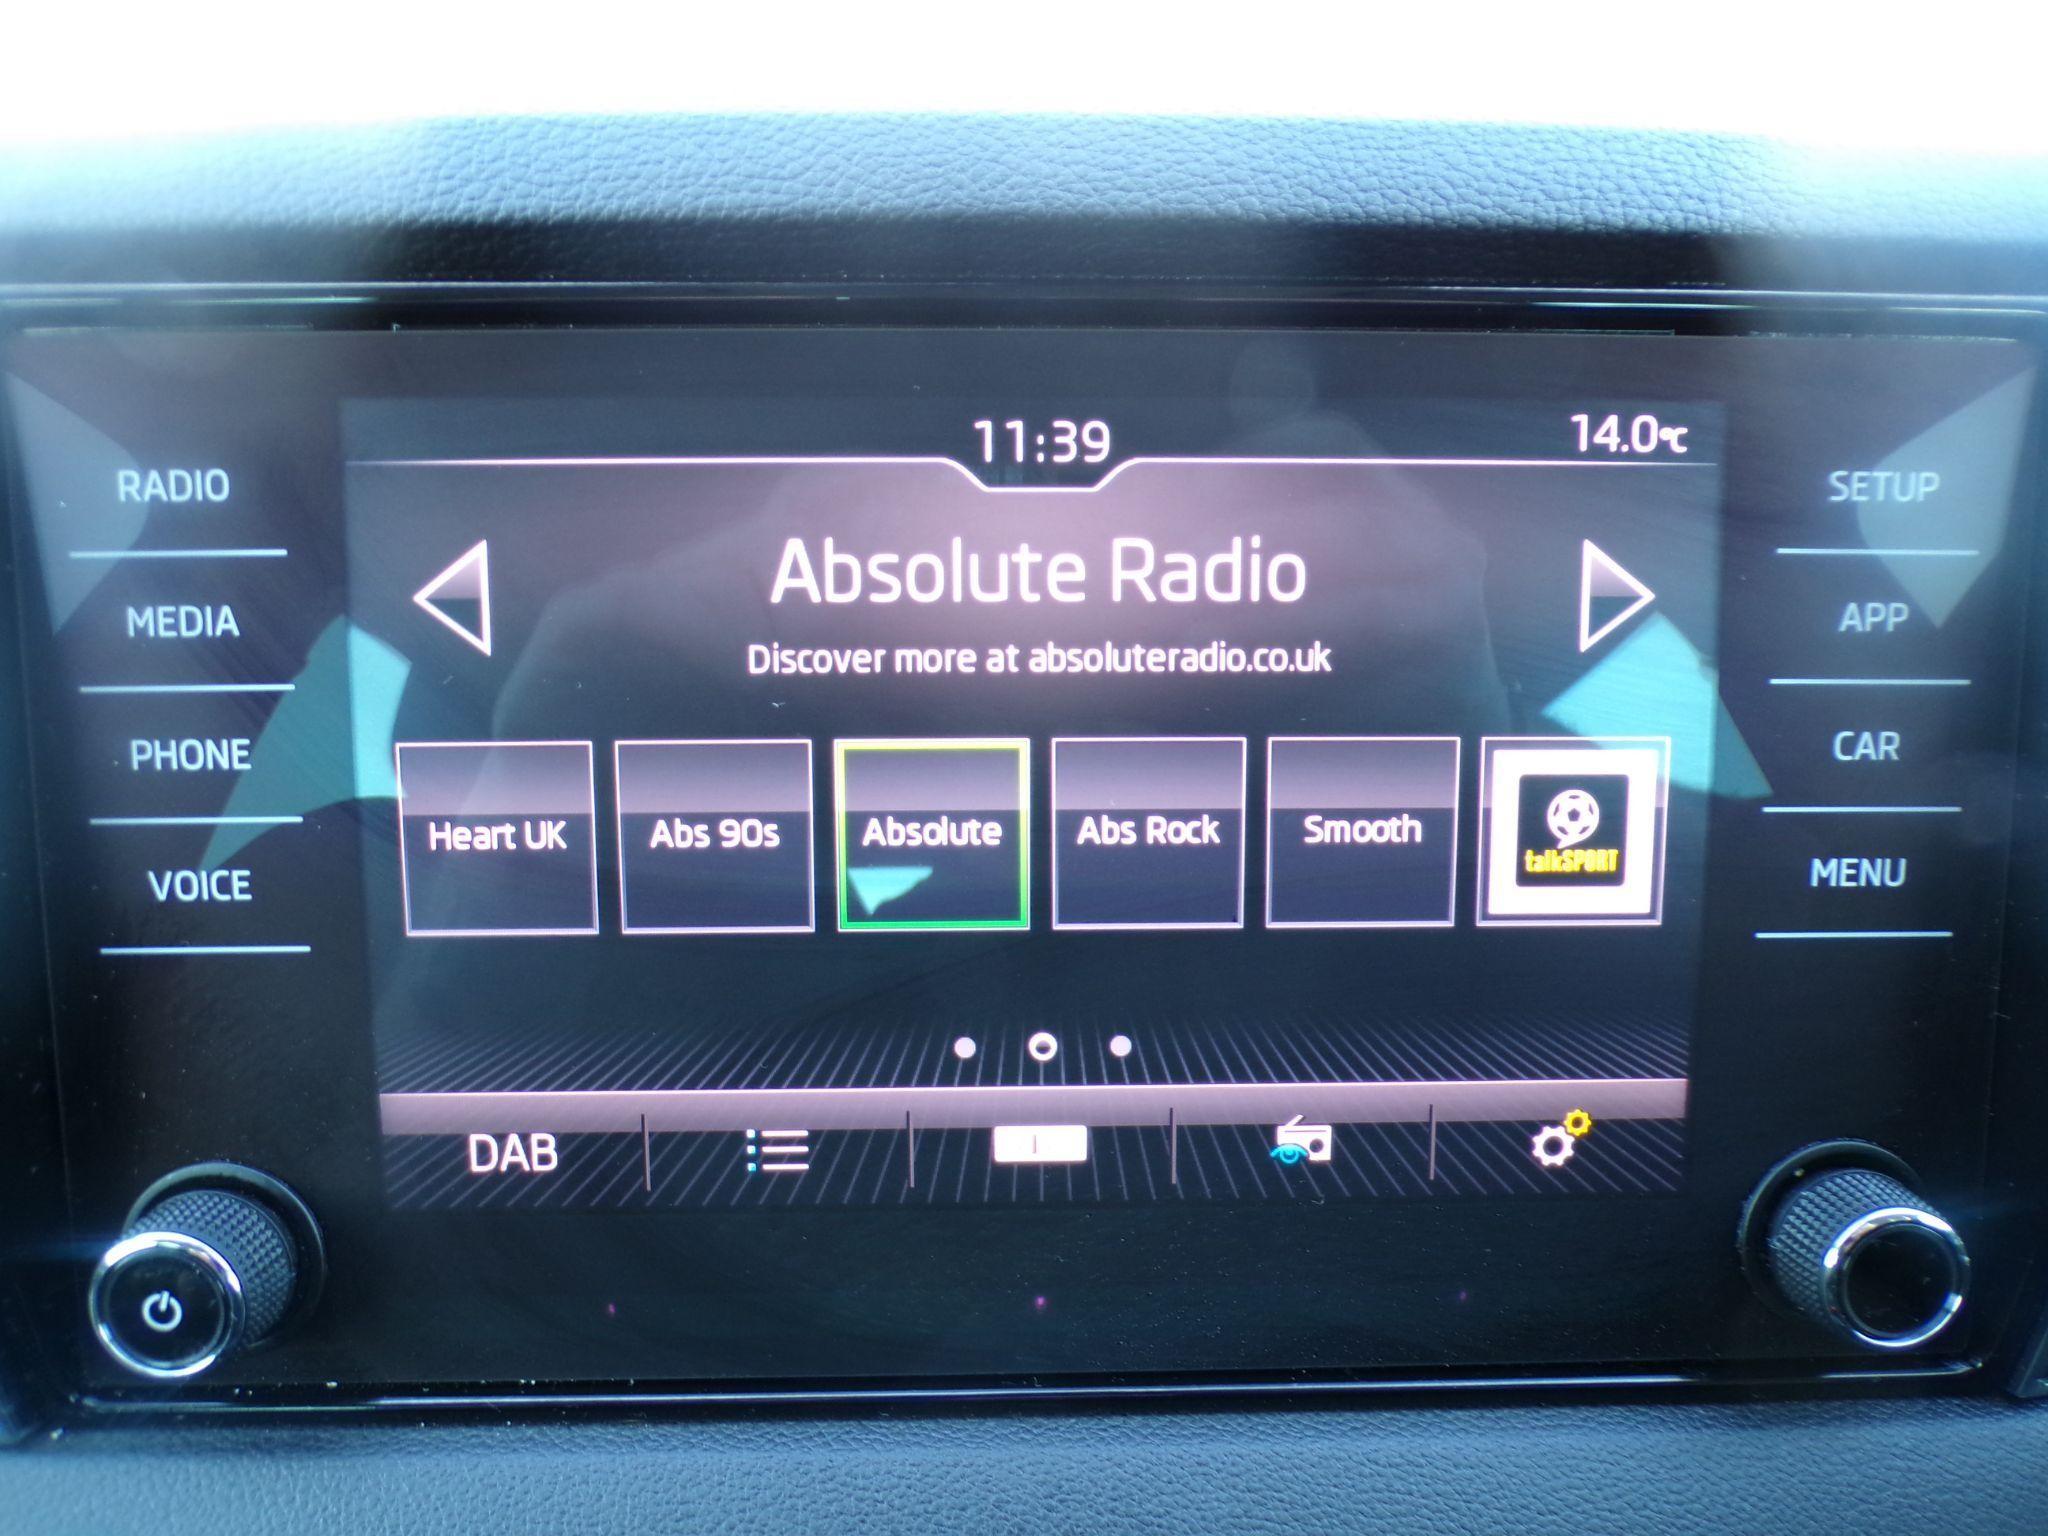 11:39
14.0°C
RADIO
MEDIA
PHONE
VOICE
Absolute Radio
Discover more at absoluteradio.co.uk
Heart UK
Abs 90s
Absolute
Abs Rock
Smooth
talkSPORT
DAB
SETUP
APP
CAR
MENU